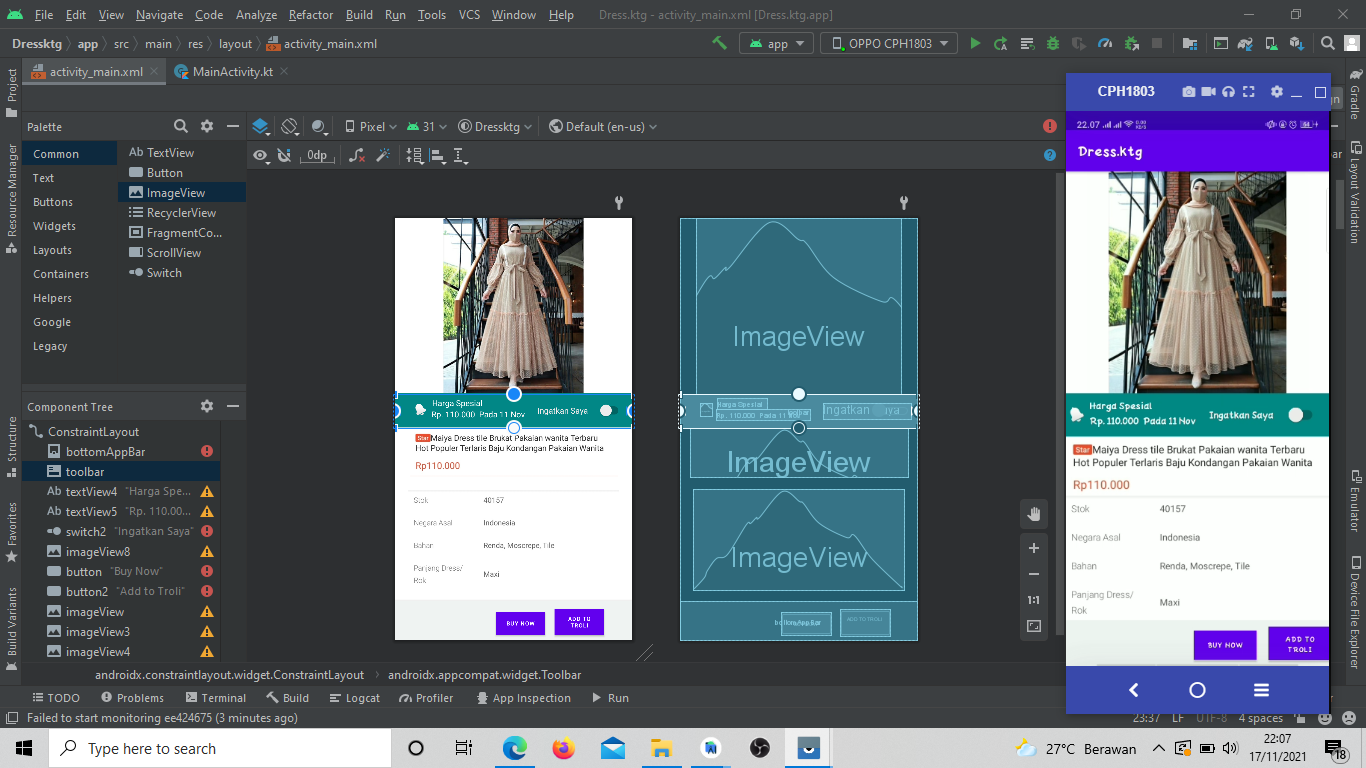 File Edit View Navigate Code Analyze Refactor Build Run Tools VCS Window Help Dress.ktg - activity_main.xml [Dress.ktg.app]
Dressktg app src main res layout activity_main.xml app OPPO CPH1803
activity_main.xml MainActivity.kt
Project
Resource Manager
Structure
Favorites
Build Variants
Palette
Common
Text
Buttons
Widgets
Layouts
Containers
Helpers
Google
Legacy
Ab TextView
Button
ImageView
RecyclerView
FragmentCo...
ScrollView
Switch
Pixel 31 Dressktg Default (en-us)
0dp
Component Tree
ConstraintLayout
bottomAppBar
toolbar
Ab textView4 "Harga Spe...
Ab textView5 "Rp. 110.00...
switch2 "Ingatkan Saya"
imageView8
button "Buy Now"
button2 "Add to Troli"
imageView
imageView3
imageView4
Harga Spesial
Rp. 110.000 Pada 11 Nov
Ingatkan Saya
Star Maiya Dress tile Brukat Pakaian wanita Terbaru
Hot Populer Terlaris Baju Kondangan Pakaian Wanita
Rp110.000
Stok 40157
Negara Asal Indonesia
Bahan Renda, Moscrepe, Tile
Panjang Dress/
Rok
Maxi
BUY NOW
ADD TO
TROLI
ImageView
Harga Spesial
Rp. 110.000 Pada 11
Ingatkan Saya
ImageView
ImageView
bottomAppBar
ADD TO TROLI
1:1
CPH1803
22.07
Dress.ktg
Harga Spesial
Rp. 110.000 Pada 11 Nov
Ingatkan Saya
Star Maiya Dress tile Brukat Pakaian wanita Terbaru
Hot Populer Terlaris Baju Kondangan Pakaian Wanita
Rp110.000
Stok 40157
Negara Asal Indonesia
Bahan Renda, Moscrepe, Tile
Panjang Dress/
Rok
Maxi
BUY NOW
ADD TO
TROLI
Gradle
Layout Validation
Emulator
Device File Explorer
androidx.constraintlayout.widget.ConstraintLayout androidx.appcompat.widget.Toolbar
TODO Problems Terminal Build Logcat Profiler App Inspection Run
Failed to start monitoring ee424675 (3 minutes ago) 23:37 LF UTF-8 4 spaces
Type here to search
27°C Berawan
22:07
17/11/2021
18